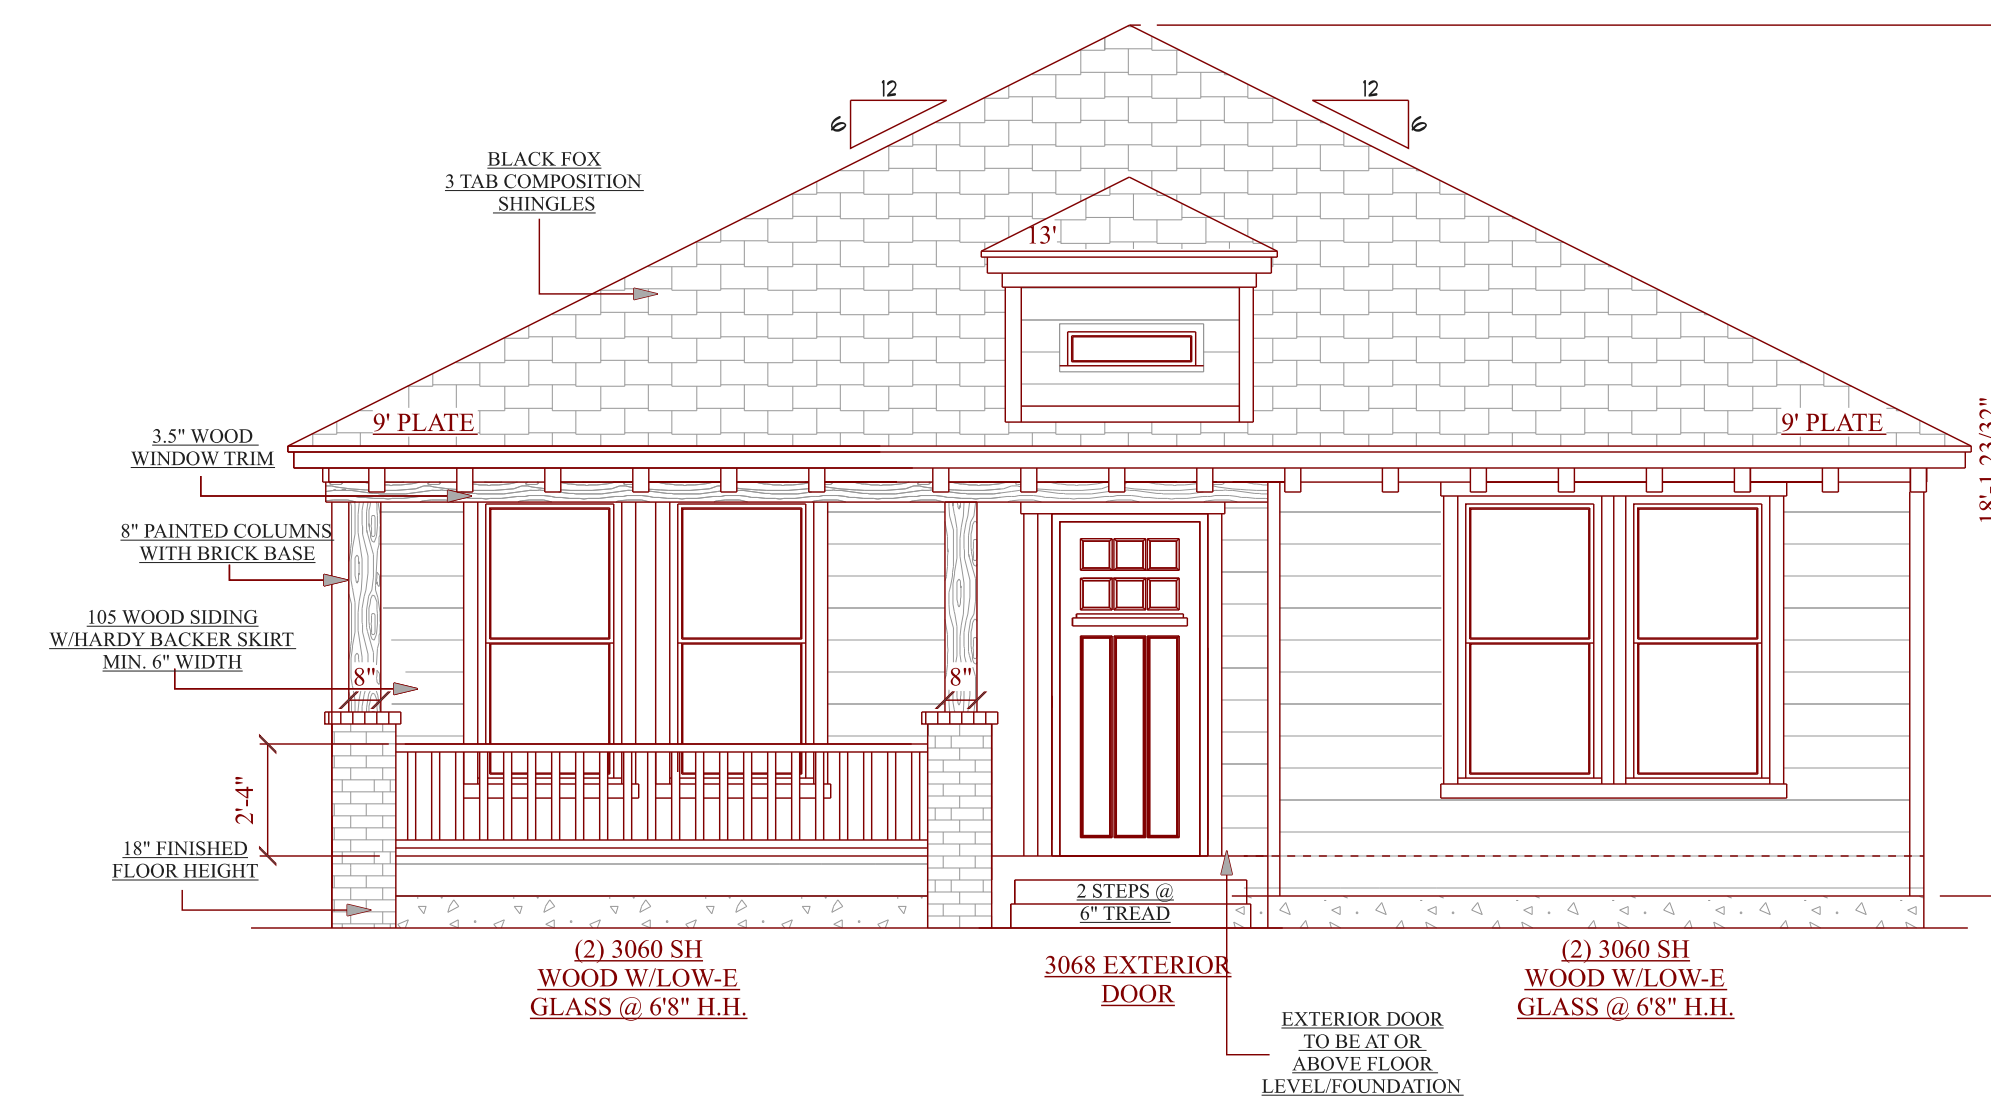 12
6
12
6
BLACK FOX
3 TAB COMPOSITION
SHINGLES
13'
9' PLATE
9' PLATE
18'-1 23/32"
3.5" WOOD
WINDOW TRIM
8" PAINTED COLUMNS
WITH BRICK BASE
105 WOOD SIDING
W/HARDY BACKER SKIRT
MIN. 6" WIDTH
8"
8"
2'-4"
18" FINISHED
FLOOR HEIGHT
2 STEPS @
6" TREAD
(2) 3060 SH
WOOD W/LOW-E
GLASS @ 6'8" H.H.
3068 EXTERIOR
DOOR
(2) 3060 SH
WOOD W/LOW-E
GLASS @ 6'8" H.H.
EXTERIOR DOOR
TO BE AT OR
ABOVE FLOOR
LEVEL/FOUNDATION